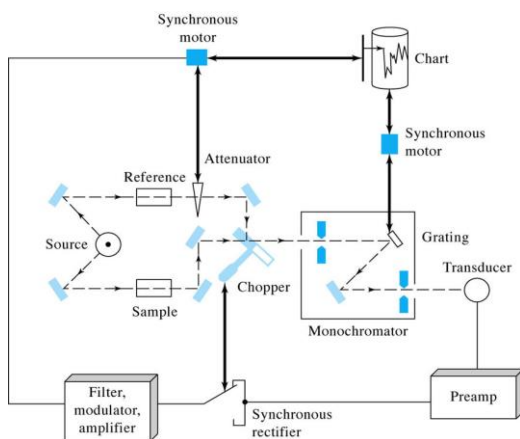 Synchronous
motor
Chart
Synchronous
motor
Attenuator
Reference
Source
Grating
Transducer
Sample
Chopper
Monochromator
Filter,
modulator,
amplifier
Synchronous
rectifier
Preamp